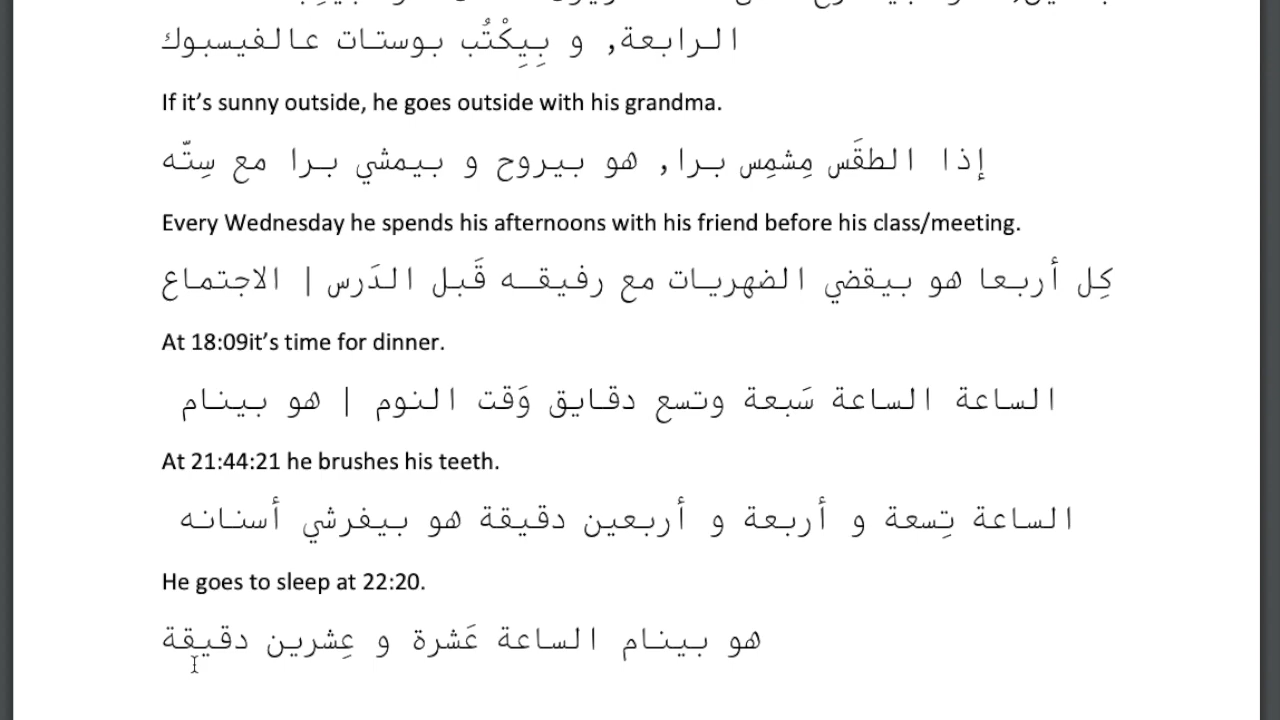 الرابعة, و بِيِكْتُب بوستات عالفيسبوك
If it’s sunny outside, he goes outside with his grandma.
إذا الطقَس مِشمِس برا, هو بيروح و بيمشي برا مع سِتّه
Every Wednesday he spends his afternoons with his friend before his class/meeting.
كِل أربعا هو بيقضي الضهريات مع رفيقه قَبل الدَرس | الاجتماع
At 18:09it’s time for dinner.
الساعة الساعة سَبعة وتسع دقايق وَقت النوم | هو بينام
At 21:44:21 he brushes his teeth.
الساعة تِسعة و أربعة و أربعين دقيقة هو بيفرشي أسنانه
He goes to sleep at 22:20.
هو بينام الساعة عَشرة و عِشرين دقيقة